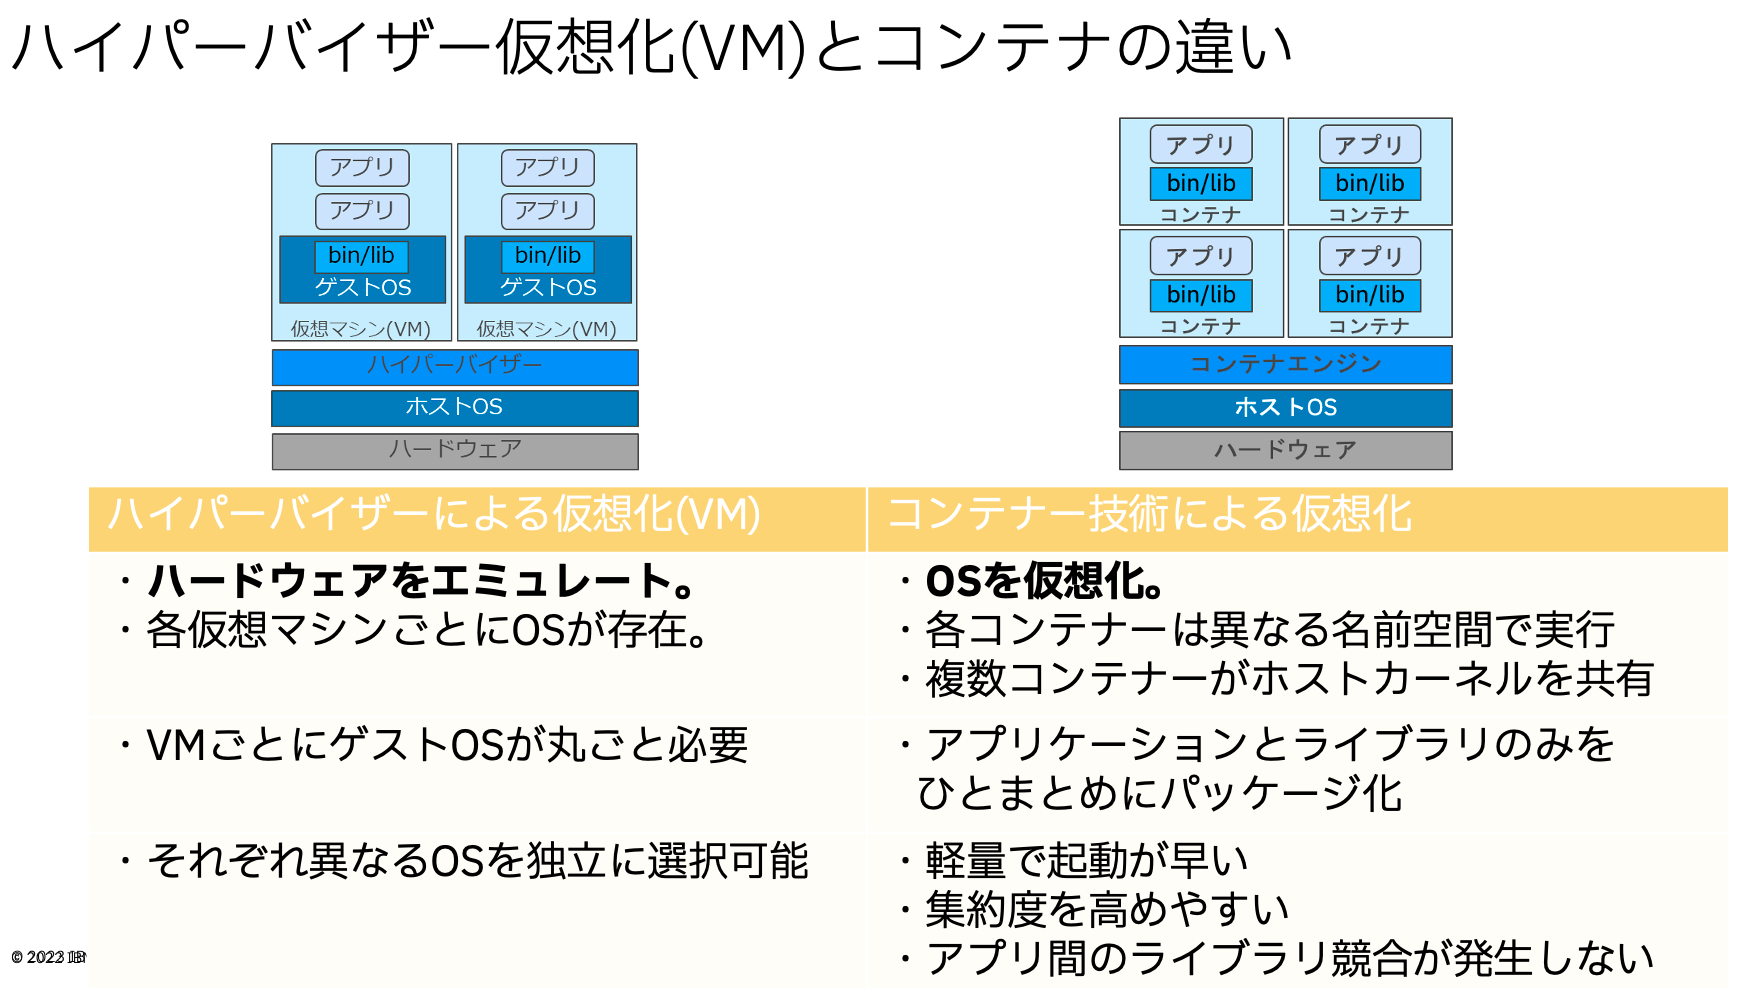 ハイパーバイザー仮想化(VM)とコンテナの違い
アプリ
アプリ
bin/lib
ゲストOS
仮想マシン(VM)
アプリ
アプリ
bin/lib
ゲストOS
仮想マシン(VM)
ハイパーバイザー
ホストOS
ハードウェア
アプリ
bin/lib
コンテナ
アプリ
bin/lib
コンテナ
アプリ
bin/lib
コンテナ
アプリ
bin/lib
コンテナ
コンテナエンジン
ホストOS
ハードウェア
ハイパーバイザーによる仮想化(VM)
・ハードウェアをエミュレート。
・各仮想マシンごとにOSが存在。
・VMごとにゲストOSが丸ごと必要
・それぞれ異なるOSを独立に選択可能
コンテナー技術による仮想化
・OSを仮想化。
・各コンテナーは異なる名前空間で実行
・複数コンテナーがホストカーネルを共有
・アプリケーションとライブラリのみを
ひとまとめにパッケージ化
・軽量で起動が早い
・集約度を高めやすい
・アプリ間のライブラリ競合が発生しない
© 2023